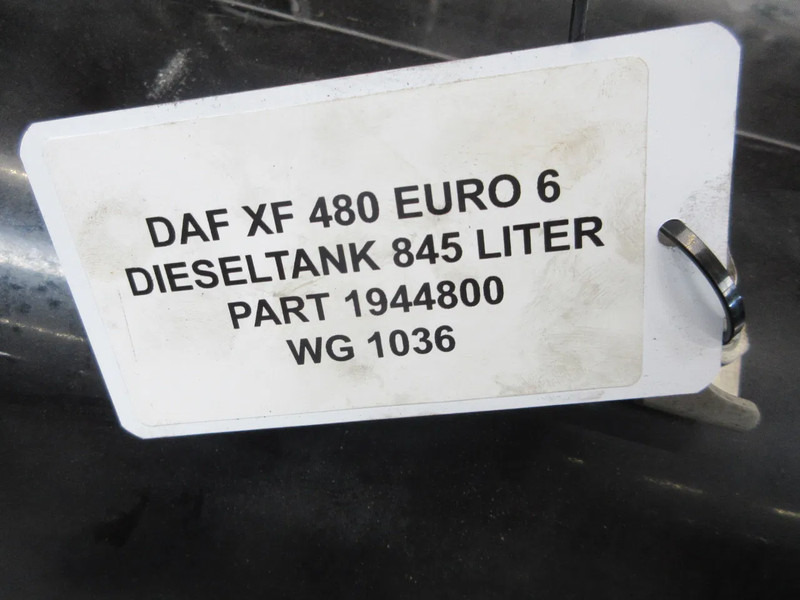 DAF XF 480 EURO 6
DIESELTANK 845 LITER
PART 1944800
WG 1036